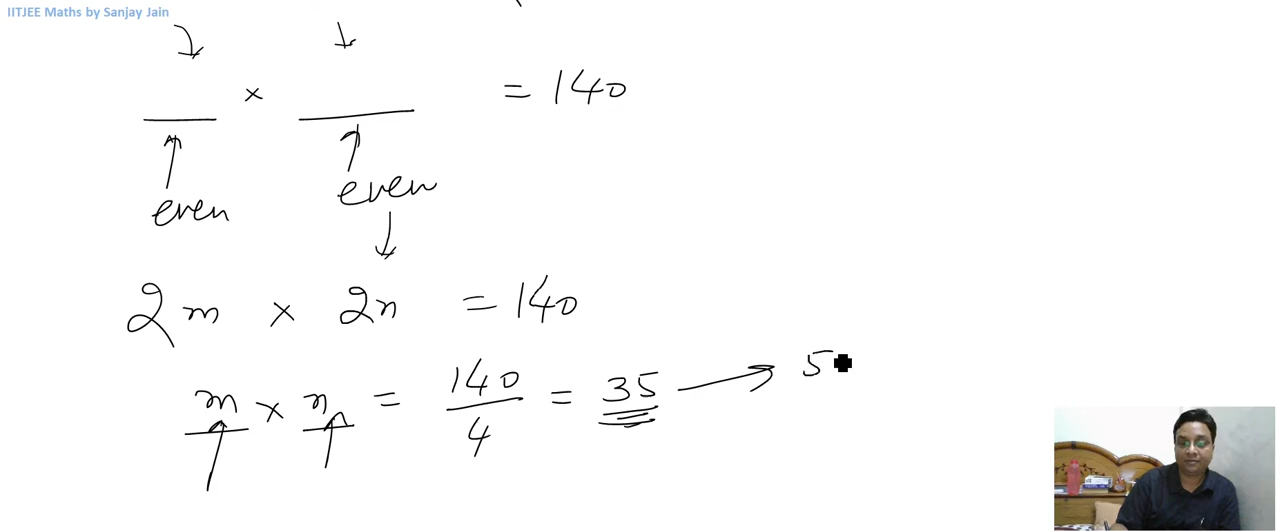 IITJEE Maths by Sanjay Jain
× = 140
even even
2m × 2n = 140
m × n = 140/4 = 35 → 5